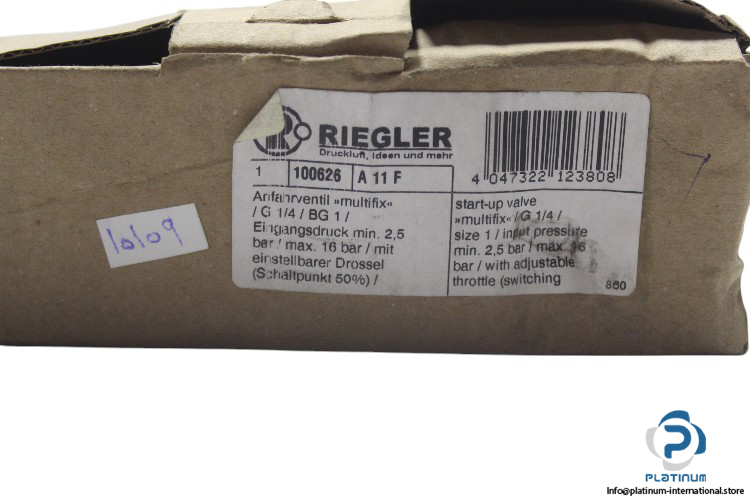 RIEGLER
Druckluft, Ideen und mehr
1 100626 A 11 F
4 047322 123808
Anfahrventil »multifix«
/ G 1/4 / BG 1 /
Eingangsdruck min. 2,5
bar / max. 16 bar / mit
einstellbarer Drossel
(Schaltpunkt 50%) /
start-up valve
»multifix« / G 1/4 /
size 1 / input pressure
min. 2,5 bar / max. 16
bar / with adjustable
throttle (switching
860
10109
PLATINUM
Info@platinum-international.store